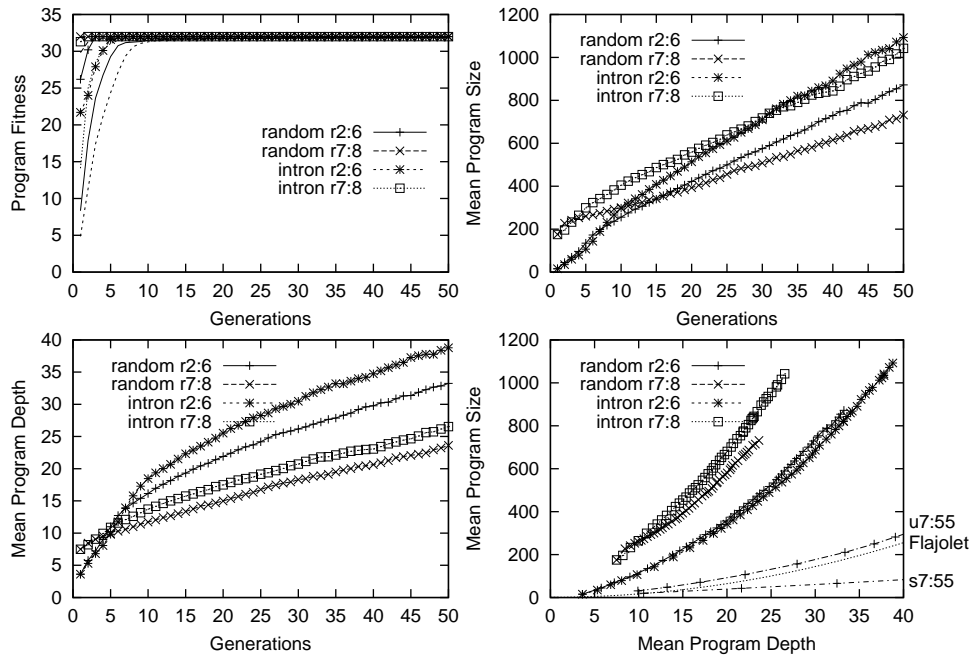 Program Fitness
35
30
25
20
15
10
5
0
random r2:6
random r7:8
intron r2:6
intron r7:8
0 5 10 15 20 25 30 35 40 45 50
Generations
Mean Program Size
1200
1000
800
600
400
200
0
random r2:6
random r7:8
intron r2:6
intron r7:8
0 5 10 15 20 25 30 35 40 45 50
Generations
Mean Program Depth
40
35
30
25
20
15
10
5
0
random r2:6
random r7:8
intron r2:6
intron r7:8
0 5 10 15 20 25 30 35 40 45 50
Generations
Mean Program Size
1200
1000
800
600
400
200
0
random r2:6
random r7:8
intron r2:6
intron r7:8
u7:55
Flajolet
s7:55
0 5 10 15 20 25 30 35 40
Mean Program Depth